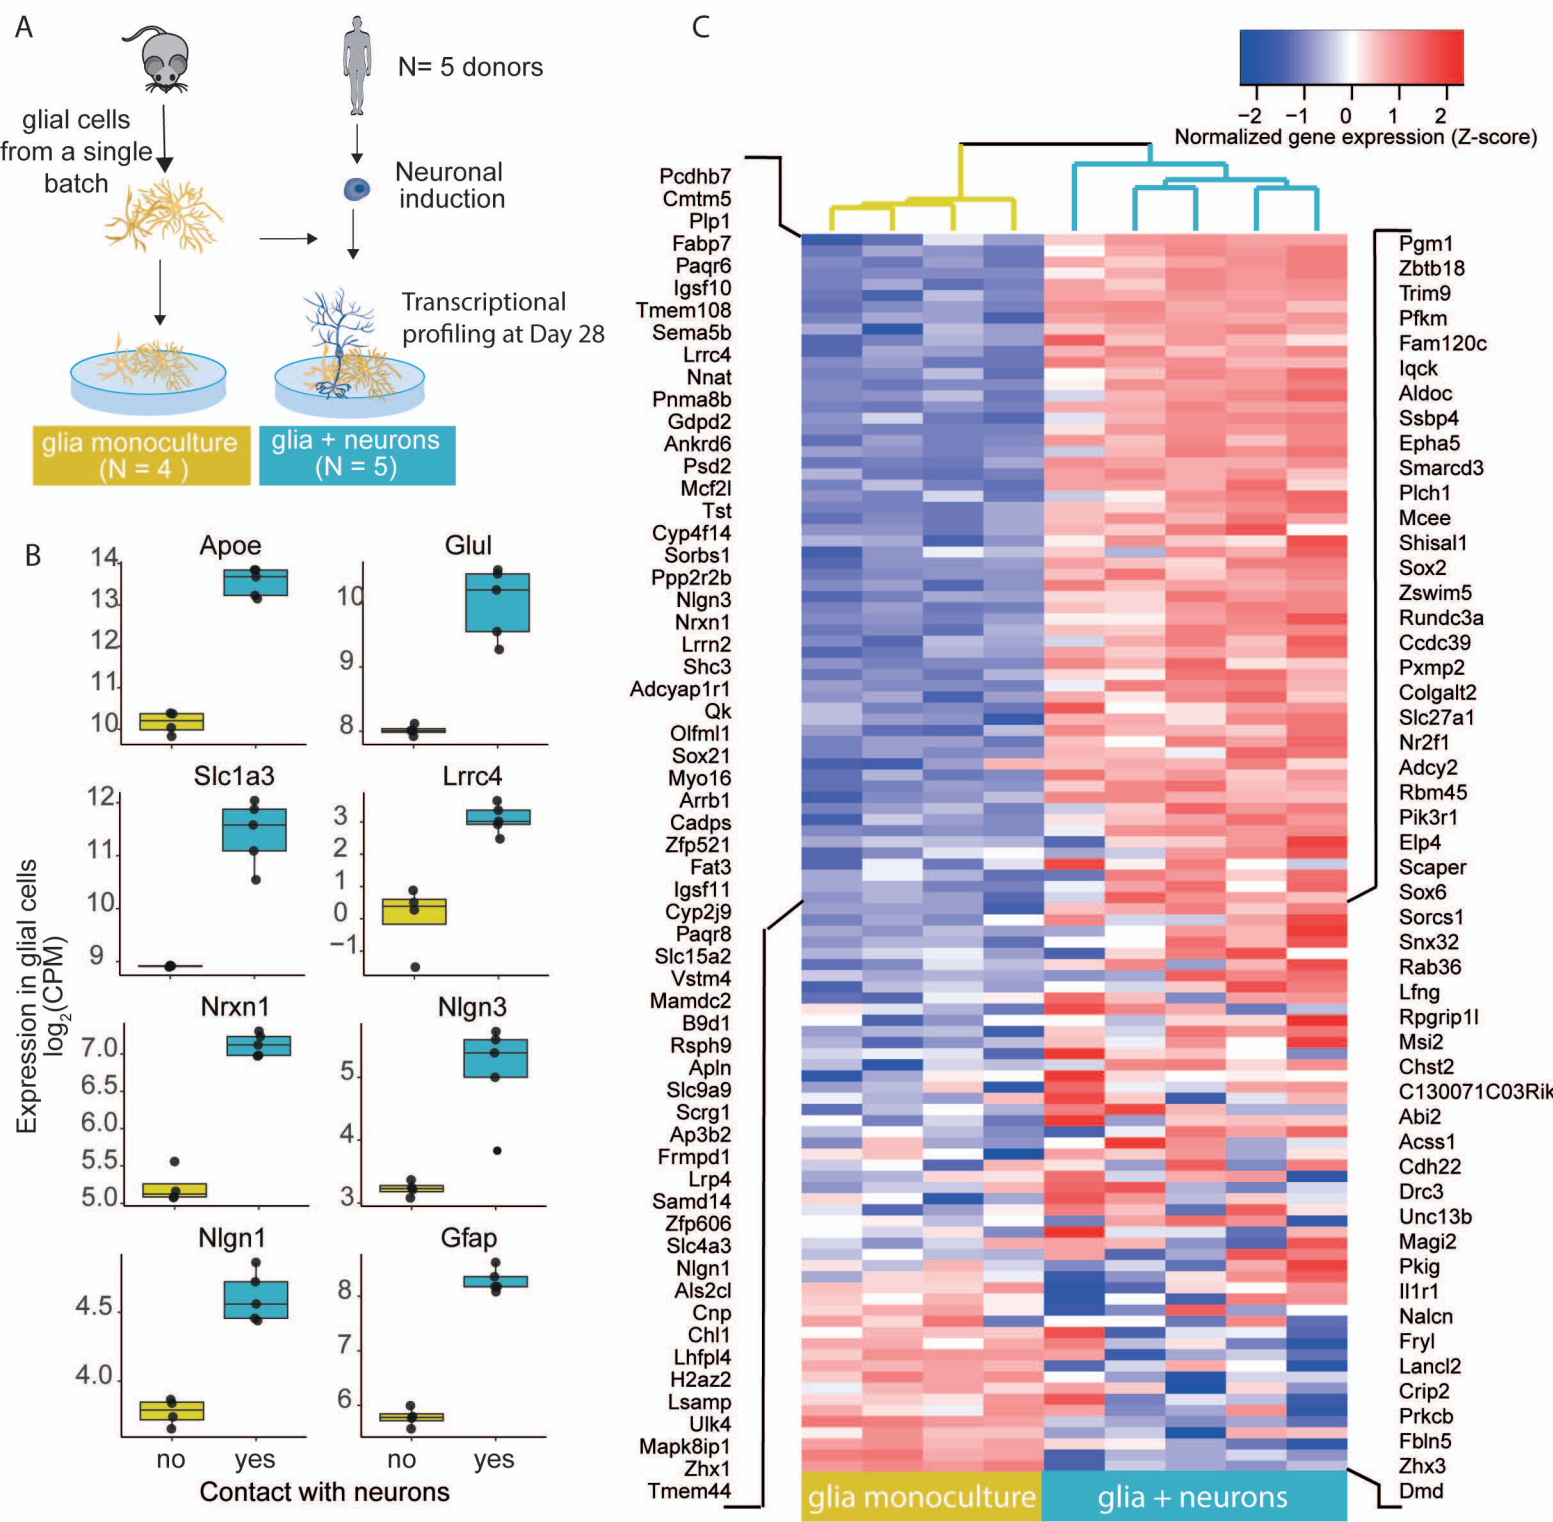 A
N= 5 donors
glial cells
from a single
batch
Neuronal
induction
Transcriptional
profiling at Day 28
glia monoculture
(N = 4 )
glia + neurons
(N = 5)
B
Expression in glial cells
log2(CPM)
Apoe
14
13
12
11
10
Glul
10
9
8
Slc1a3
12
11
10
9
Lrrc4
3
2
1
0
−1
Nrxn1
7.0
6.5
6.0
5.5
5.0
Nlgn3
5
4
3
Nlgn1
4.5
4.0
Gfap
8
7
6
no
yes
no
yes
Contact with neurons
C
−2 −1 0 1 2
Normalized gene expression (Z-score)
Pcdhb7
Cmtm5
Plp1
Fabp7
Paqr6
Igsf10
Tmem108
Sema5b
Lrrc4
Nnat
Pnma8b
Gdpd2
Ankrd6
Psd2
Mcf2l
Tst
Cyp4f14
Sorbs1
Ppp2r2b
Nlgn3
Nrxn1
Lrrn2
Shc3
Adcyap1r1
Qk
Olfml1
Sox21
Myo16
Arrb1
Cadps
Zfp521
Fat3
Igsf11
Cyp2j9
Paqr8
Slc15a2
Vstm4
Mamdc2
B9d1
Rsph9
Apln
Slc9a9
Scrg1
Ap3b2
Frmpd1
Lrp4
Samd14
Zfp606
Slc4a3
Nlgn1
Als2cl
Cnp
Chl1
Lhfpl4
H2az2
Lsamp
Ulk4
Mapk8ip1
Zhx1
Tmem44
Pgm1
Zbtb18
Trim9
Pfkm
Fam120c
Iqck
Aldoc
Ssbp4
Epha5
Smarcd3
Plch1
Mcee
Shisal1
Sox2
Zswim5
Rundc3a
Ccdc39
Pxmp2
Colgalt2
Slc27a1
Nr2f1
Adcy2
Rbm45
Pik3r1
Elp4
Scaper
Sox6
Sorcs1
Snx32
Rab36
Lfng
Rpgrip1l
Msi2
Chst2
C130071C03Rik
Abi2
Acss1
Cdh22
Drc3
Unc13b
Magi2
Pkig
Il1r1
Nalcn
Fryl
Lancl2
Crip2
Prkcb
Fbln5
Zhx3
Dmd
glia monoculture
glia + neurons